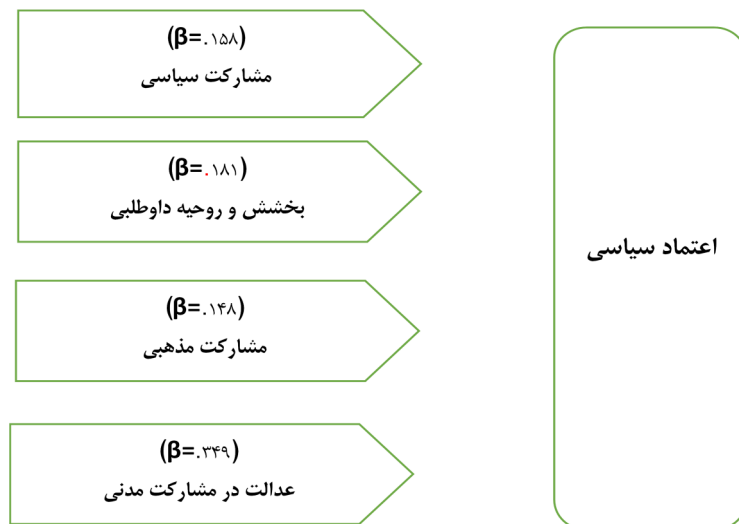 (β=.۱۵۸)
مشارکت سیاسی
(β=.۱۸۱)
بخشش و روحیه داوطلبی
(β=.۱۴۸)
مشارکت مذهبی
(β=.۳۴۹)
عدالت در مشارکت مدنی
اعتماد سیاسی